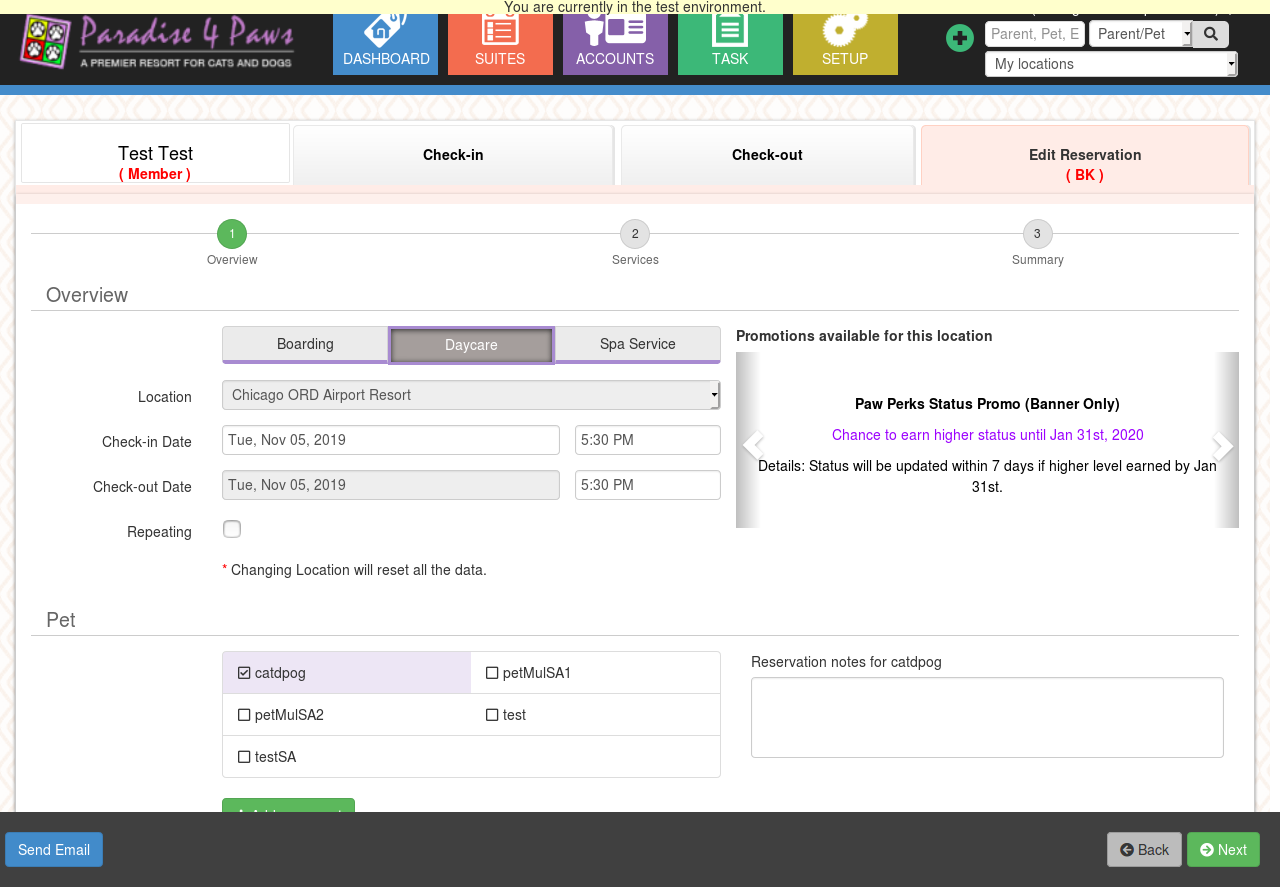 You are currently in the test environment.
Paradise 4 Paws
A PREMIER RESORT FOR CATS AND DOGS
DASHBOARD
SUITES
ACCOUNTS
TASK
SETUP
Parent, Pet, E
Parent/Pet
My locations
Test Test
( Member )
Check-in
Check-out
Edit Reservation
( BK )
1
Overview
2
Services
3
Summary
Overview
Boarding
Daycare
Spa Service
Location
Chicago ORD Airport Resort
Check-in Date
Tue, Nov 05, 2019
5:30 PM
Check-out Date
Tue, Nov 05, 2019
5:30 PM
Repeating
* Changing Location will reset all the data.
Promotions available for this location
Paw Perks Status Promo (Banner Only)
Chance to earn higher status until Jan 31st, 2020
Details: Status will be updated within 7 days if higher level earned by Jan
31st.
Pet
catdpog
petMulSA1
petMulSA2
test
testSA
Reservation notes for catdpog
Send Email
Back
Next